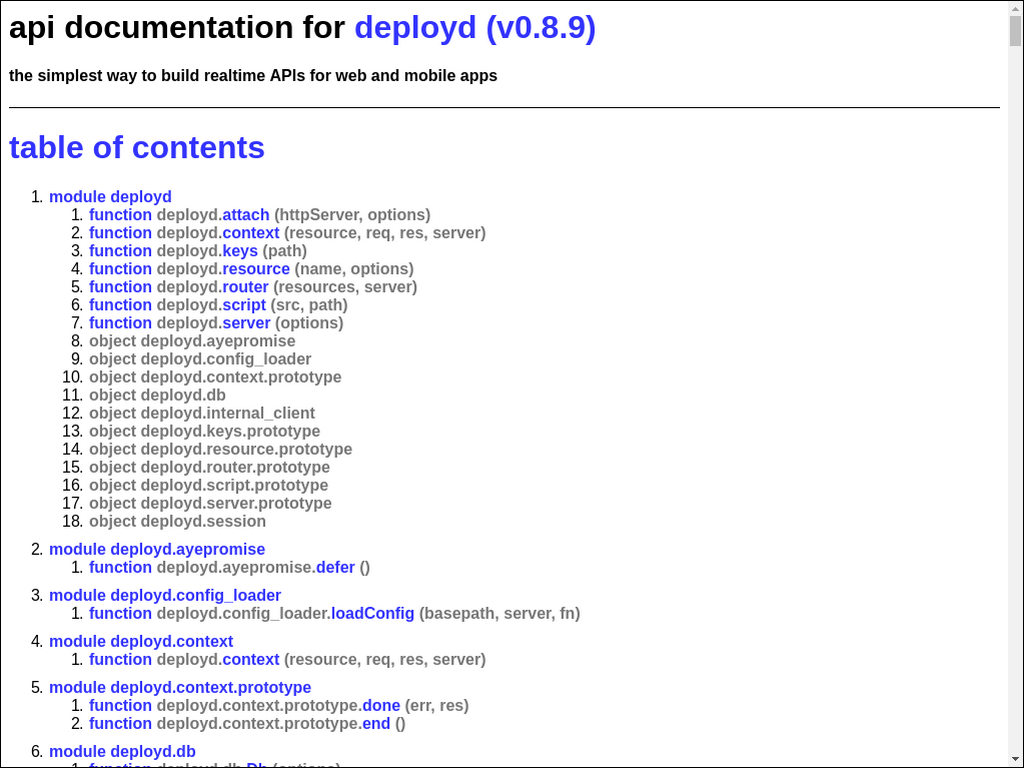 api documentation for deployd (v0.8.9)
the simplest way to build realtime APIs for web and mobile apps
table of contents
1. module deployd
1. function deployd.attach (httpServer, options)
2. function deployd.context (resource, req, res, server)
3. function deployd.keys (path)
4. function deployd.resource (name, options)
5. function deployd.router (resources, server)
6. function deployd.script (src, path)
7. function deployd.server (options)
8. object deployd.ayepromise
9. object deployd.config_loader
10. object deployd.context.prototype
11. object deployd.db
12. object deployd.internal_client
13. object deployd.keys.prototype
14. object deployd.resource.prototype
15. object deployd.router.prototype
16. object deployd.script.prototype
17. object deployd.server.prototype
18. object deployd.session
2. module deployd.ayepromise
1. function deployd.ayepromise.defer ()
3. module deployd.config_loader
1. function deployd.config_loader.loadConfig (basepath, server, fn)
4. module deployd.context
1. function deployd.context (resource, req, res, server)
5. module deployd.context.prototype
1. function deployd.context.prototype.done (err, res)
2. function deployd.context.prototype.end ()
6. module deployd.db
1. function deployd.db.Db (options)